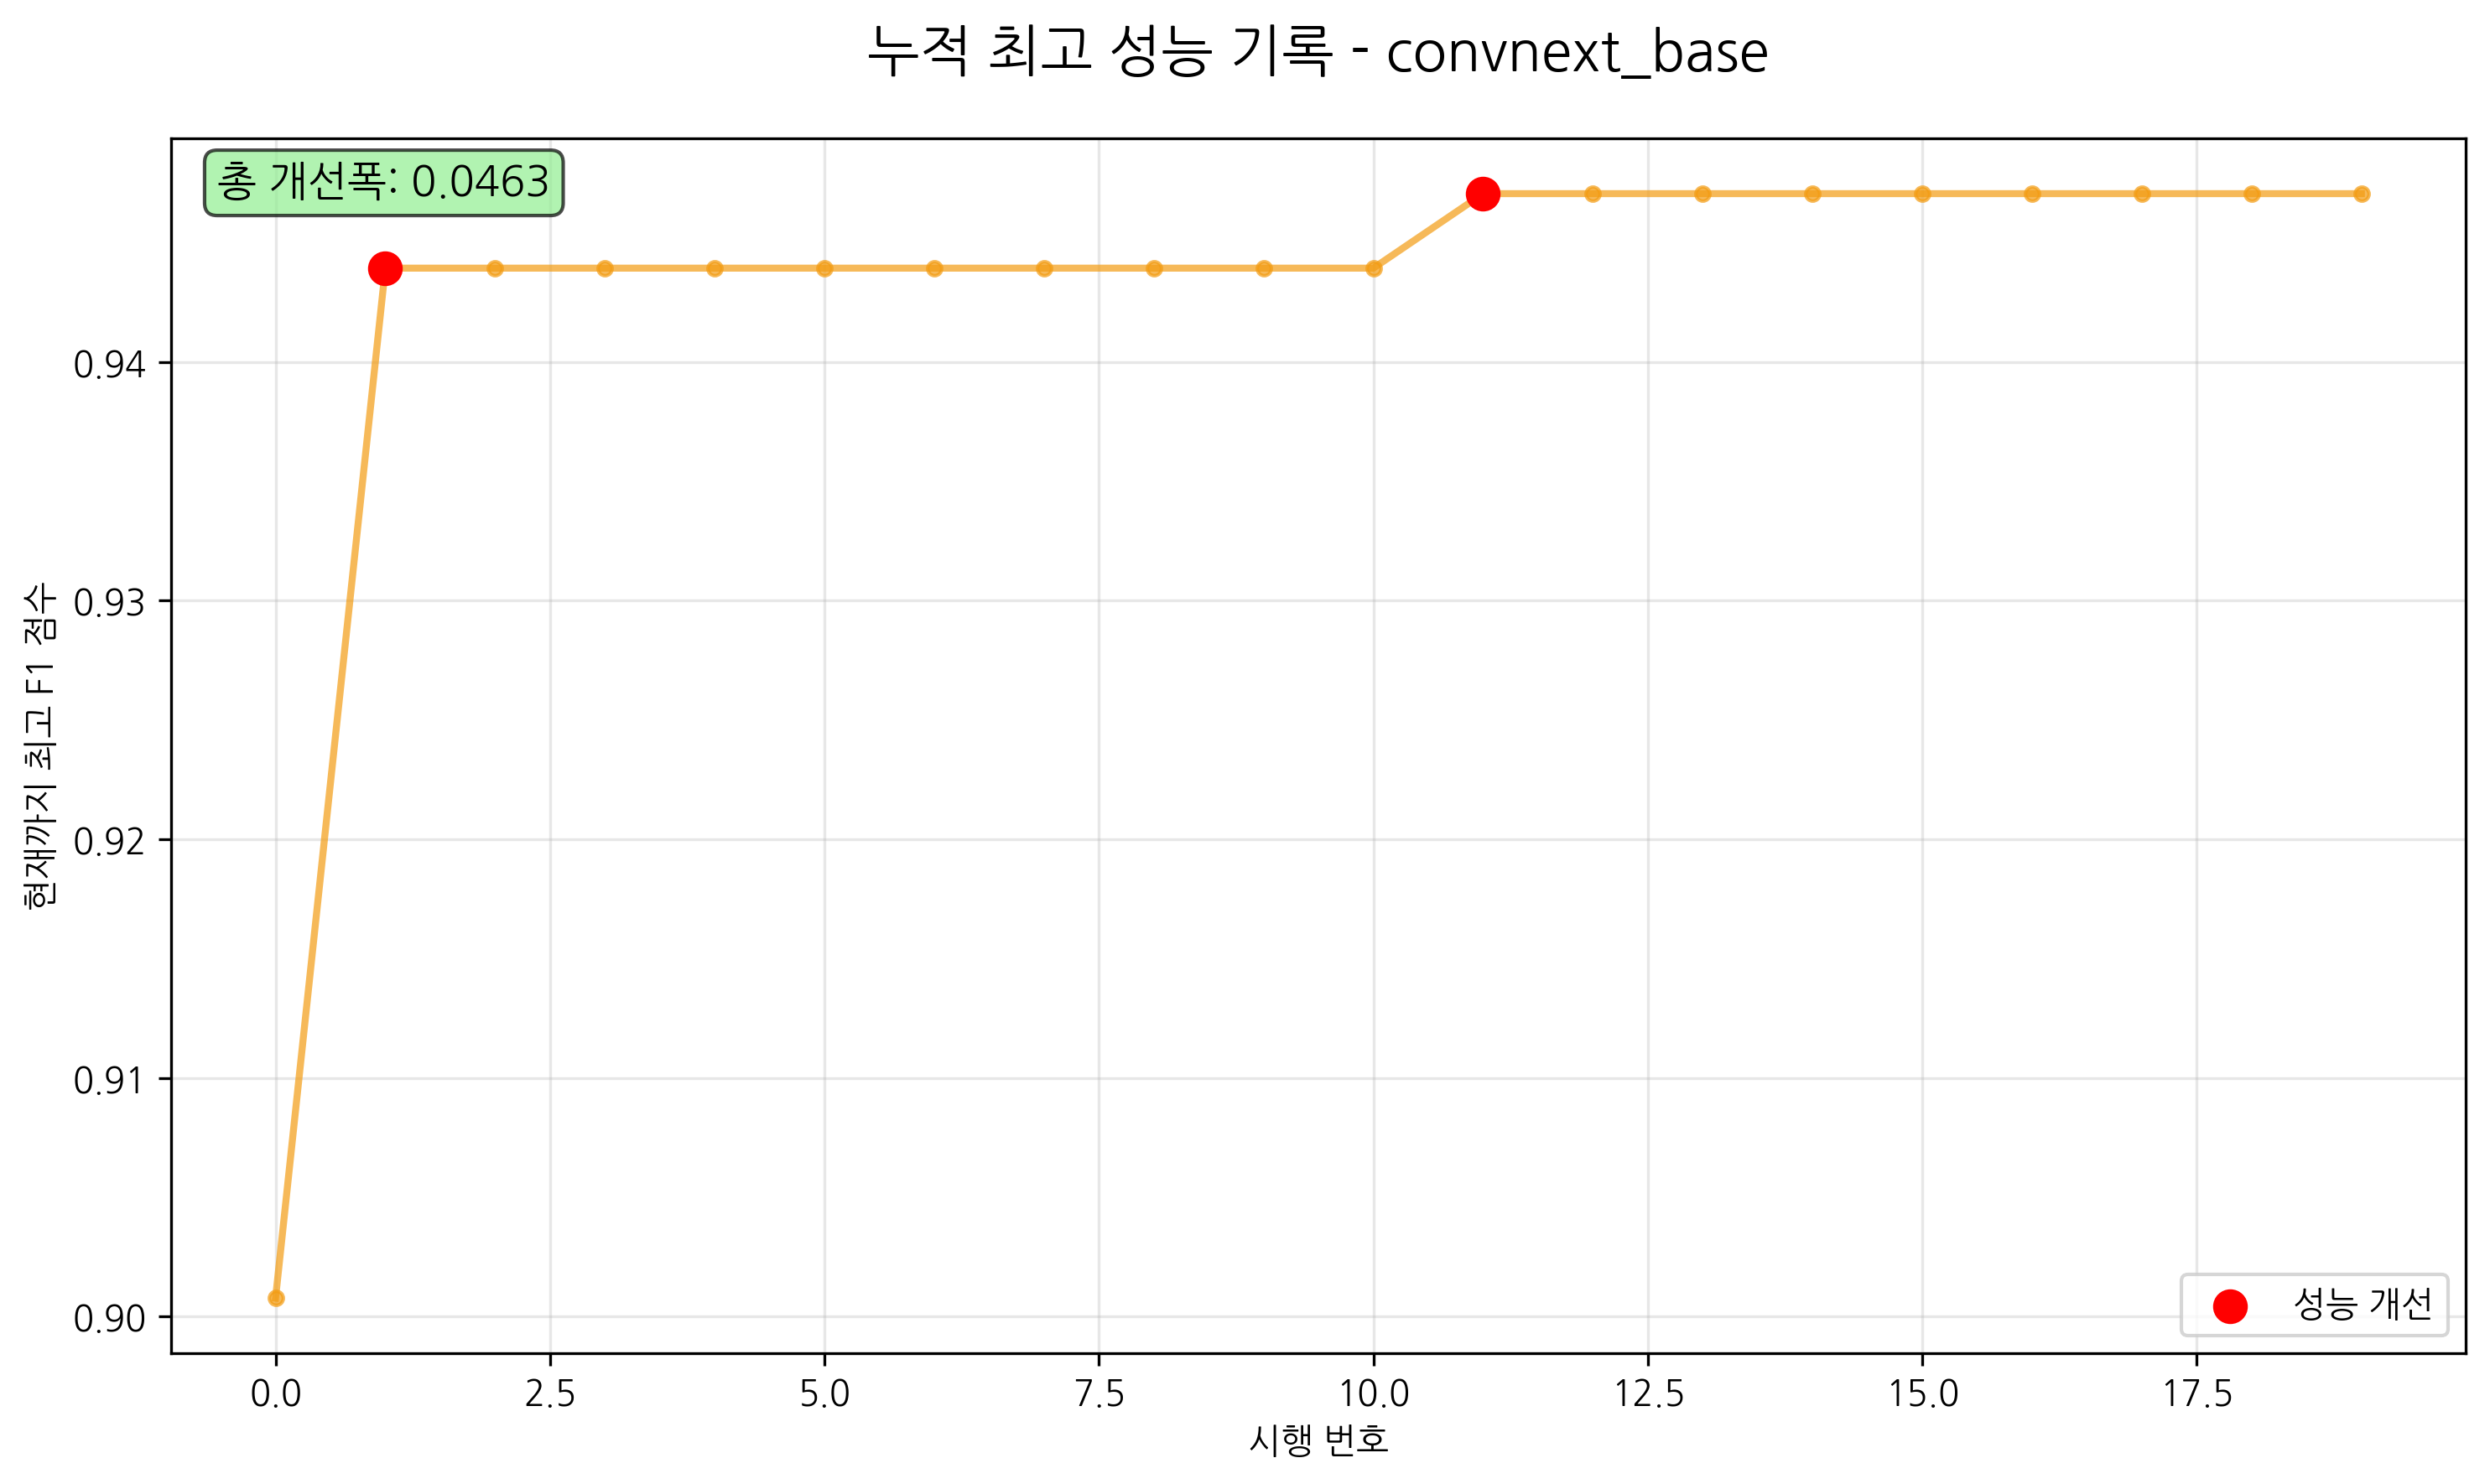 누적 최고 성능 기록 - convnext_base
총 개선폭: 0.0463
현재까지 최고 F1 점수
0.94
0.93
0.92
0.91
0.90
성능 개선
0.0 2.5 5.0 7.5 10.0 12.5 15.0 17.5
시행 번호